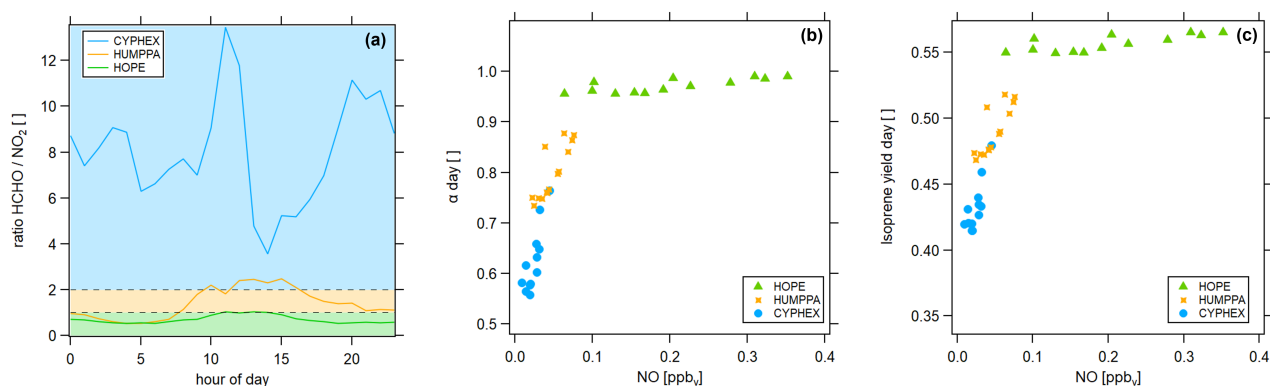 (a)
CYPHEX
HUMPPA
HOPE
ratio HCHO / NO2 [ ]
12
10
8
6
4
2
0
0
5
10
15
20
hour of day
(b)
α day [ ]
1.0
0.9
0.8
0.7
0.6
0.5
HOPE
HUMPPA
CYPHEX
0.0
0.1
0.2
0.3
0.4
NO [ppbv]
(c)
Isoprene yield day [ ]
0.55
0.50
0.45
0.40
0.35
HOPE
HUMPPA
CYPHEX
0.0
0.1
0.2
0.3
0.4
NO [ppbv]